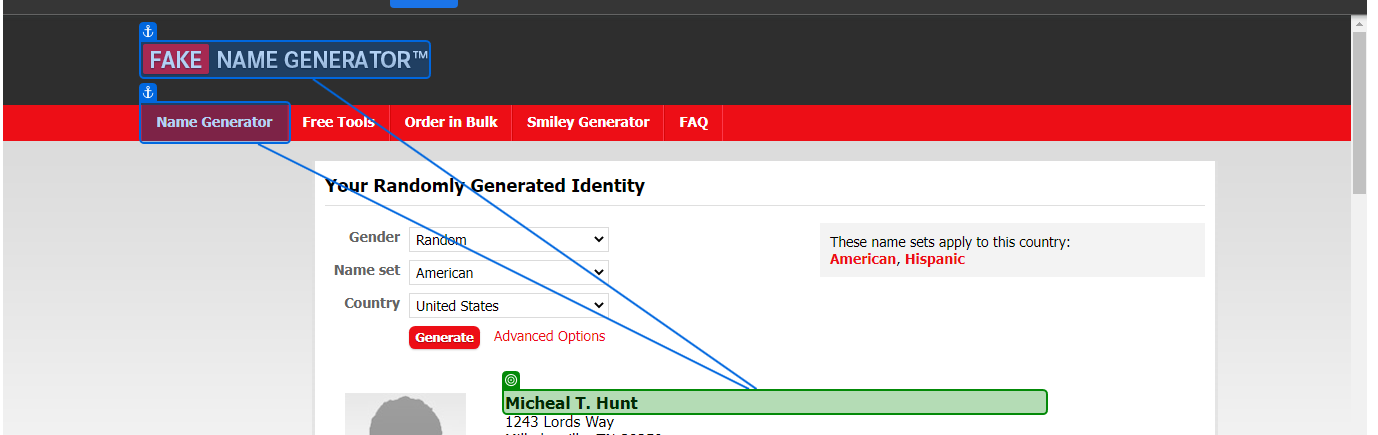 FAKE NAME GENERATOR™
Name Generator Free Tools Order in Bulk Smiley Generator FAQ
Your Randomly Generated Identity
Gender Random
These name sets apply to this country:
American, Hispanic
Name set American
Country United States
Generate Advanced Options
Micheal T. Hunt
1243 Lords Way